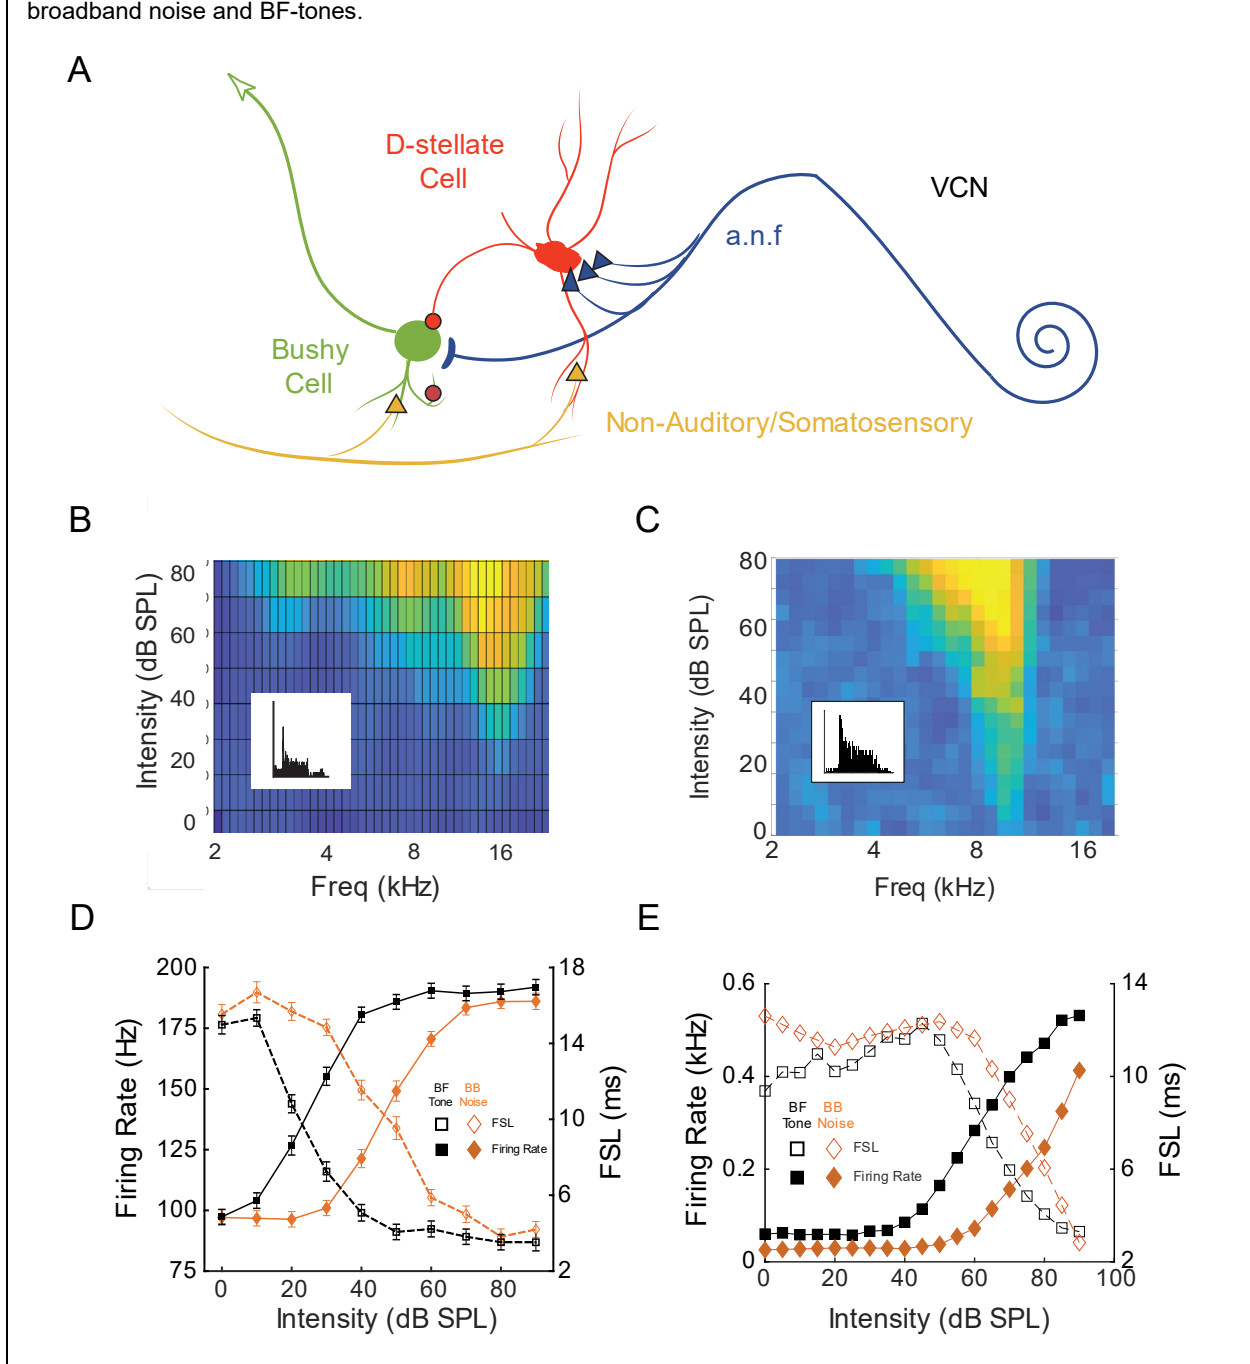 broadband noise and BF-tones.
A
D-stellate
Cell
VCN
a.n.f
Bushy
Cell
Non-Auditory/Somatosensory
B
Intensity (dB SPL)
80
60
40
20
0
2 4 8 16
Freq (kHz)
C
Intensity (dB SPL)
80
60
40
20
0
2 4 8 16
Freq (kHz)
D
Firing Rate (Hz)
200
175
150
125
100
75
18
14
10
6
2
FSL (ms)
BF BB
Tone Noise
FSL
Firing Rate
0 20 40 60 80
Intensity (dB SPL)
E
Firing Rate (kHz)
0.6
0.4
0.2
0
14
10
6
2
FSL (ms)
BF BB
Tone Noise
FSL
Firing Rate
0 20 40 60 80 100
Intensity (dB SPL)